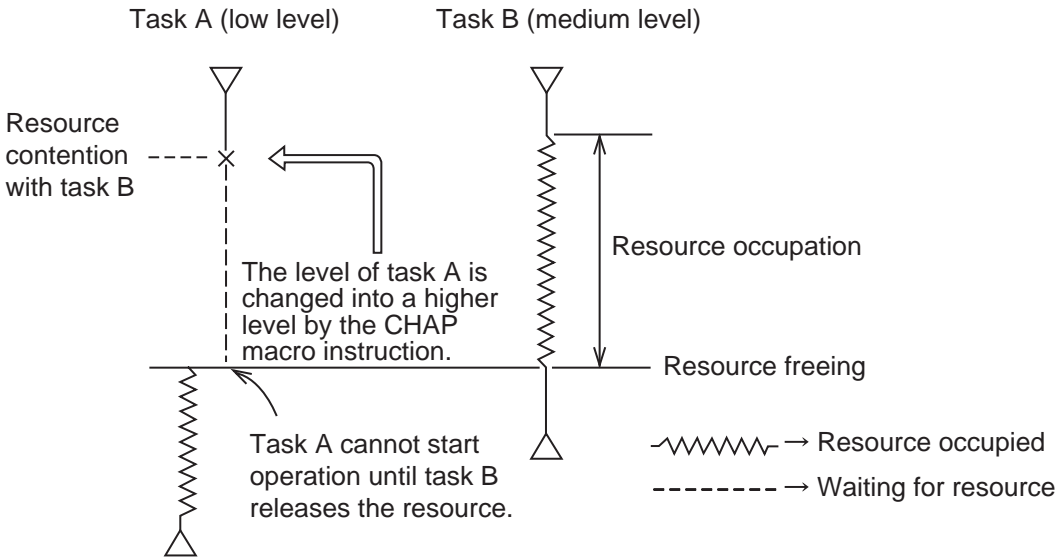 Task A (low level)
Task B (medium level)
Resource
contention
with task B
Resource occupation
The level of task A is
changed into a higher
level by the CHAP
macro instruction.
Resource freeing
Task A cannot start
operation until task B
releases the resource.
→ Resource occupied
→ Waiting for resource